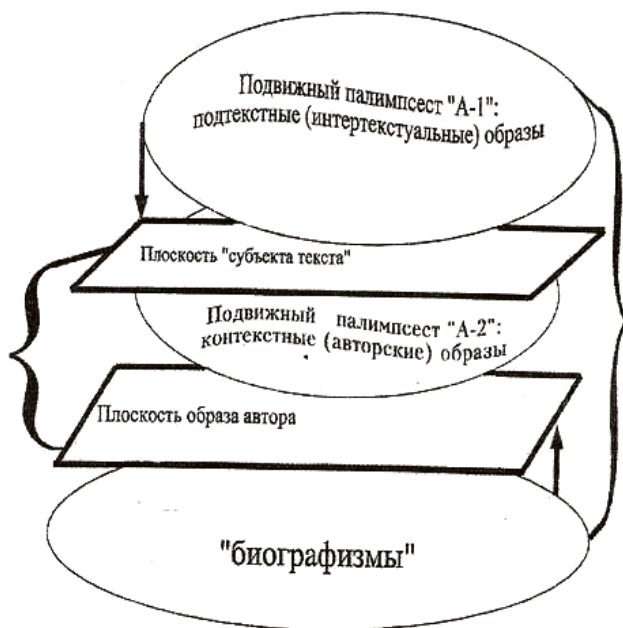 Подвижный палимпсест "А-1":
подтекстные (интертекстуальные) образы
Плоскость "субъекта текста"
Подвижный палимпсест "А-2":
контекстные (авторские) образы
Плоскость образа автора
"биографизмы"